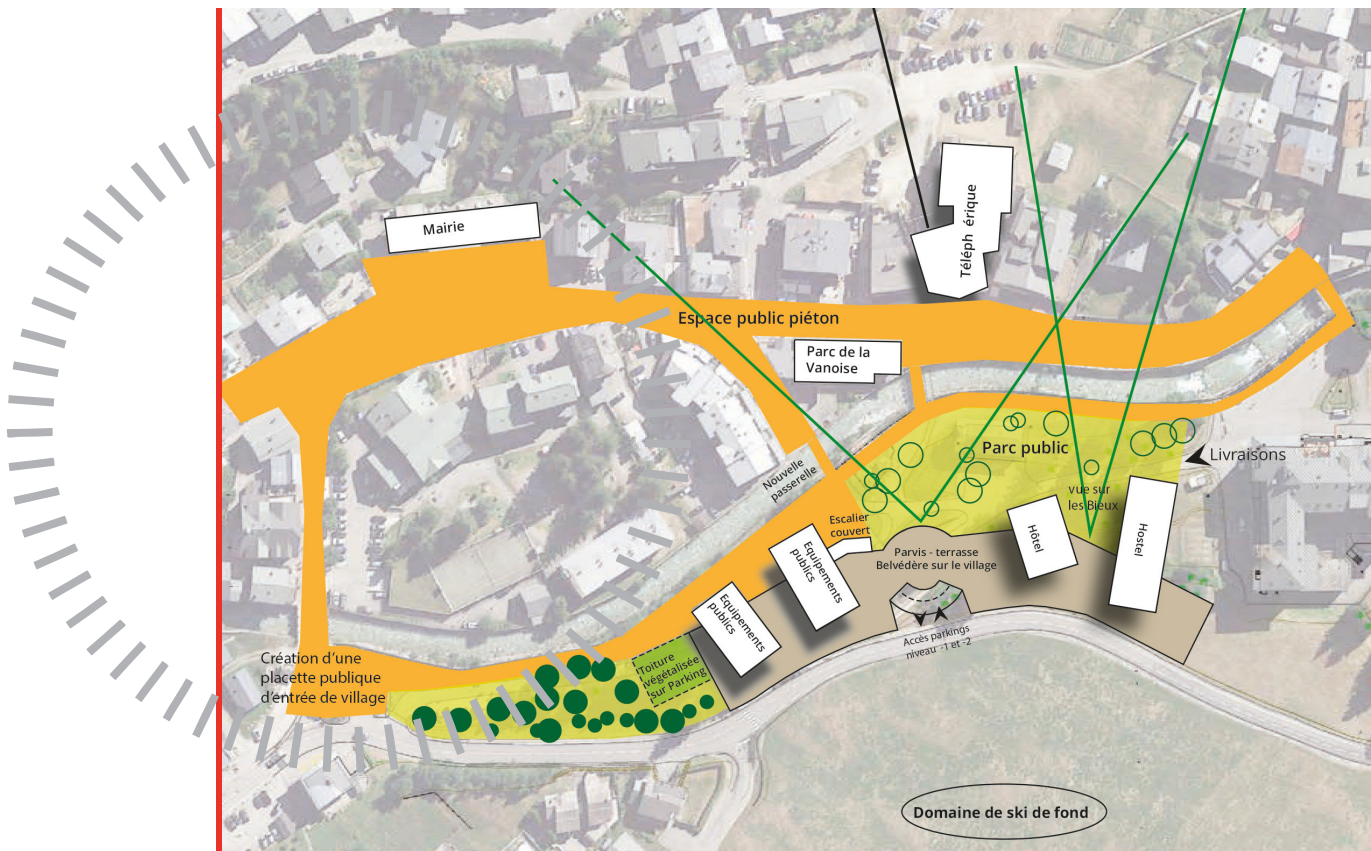 Mairie
Téléph érique
Espace public piéton
Parc de la
Vanoise
Parc public
Livraisons
Nouvelle
passerelle
vue sur
les Bieux
Escalier
couvert
Hôtel
Hostel
Equipements
publics
Parvis - terrasse
Belvédère sur le village
Equipements
publics
Accès parkings
niveau -1 et -2
Création d’une
placette publique
d’entrée de village
Toiture
végétalisée
sur Parking
Domaine de ski de fond